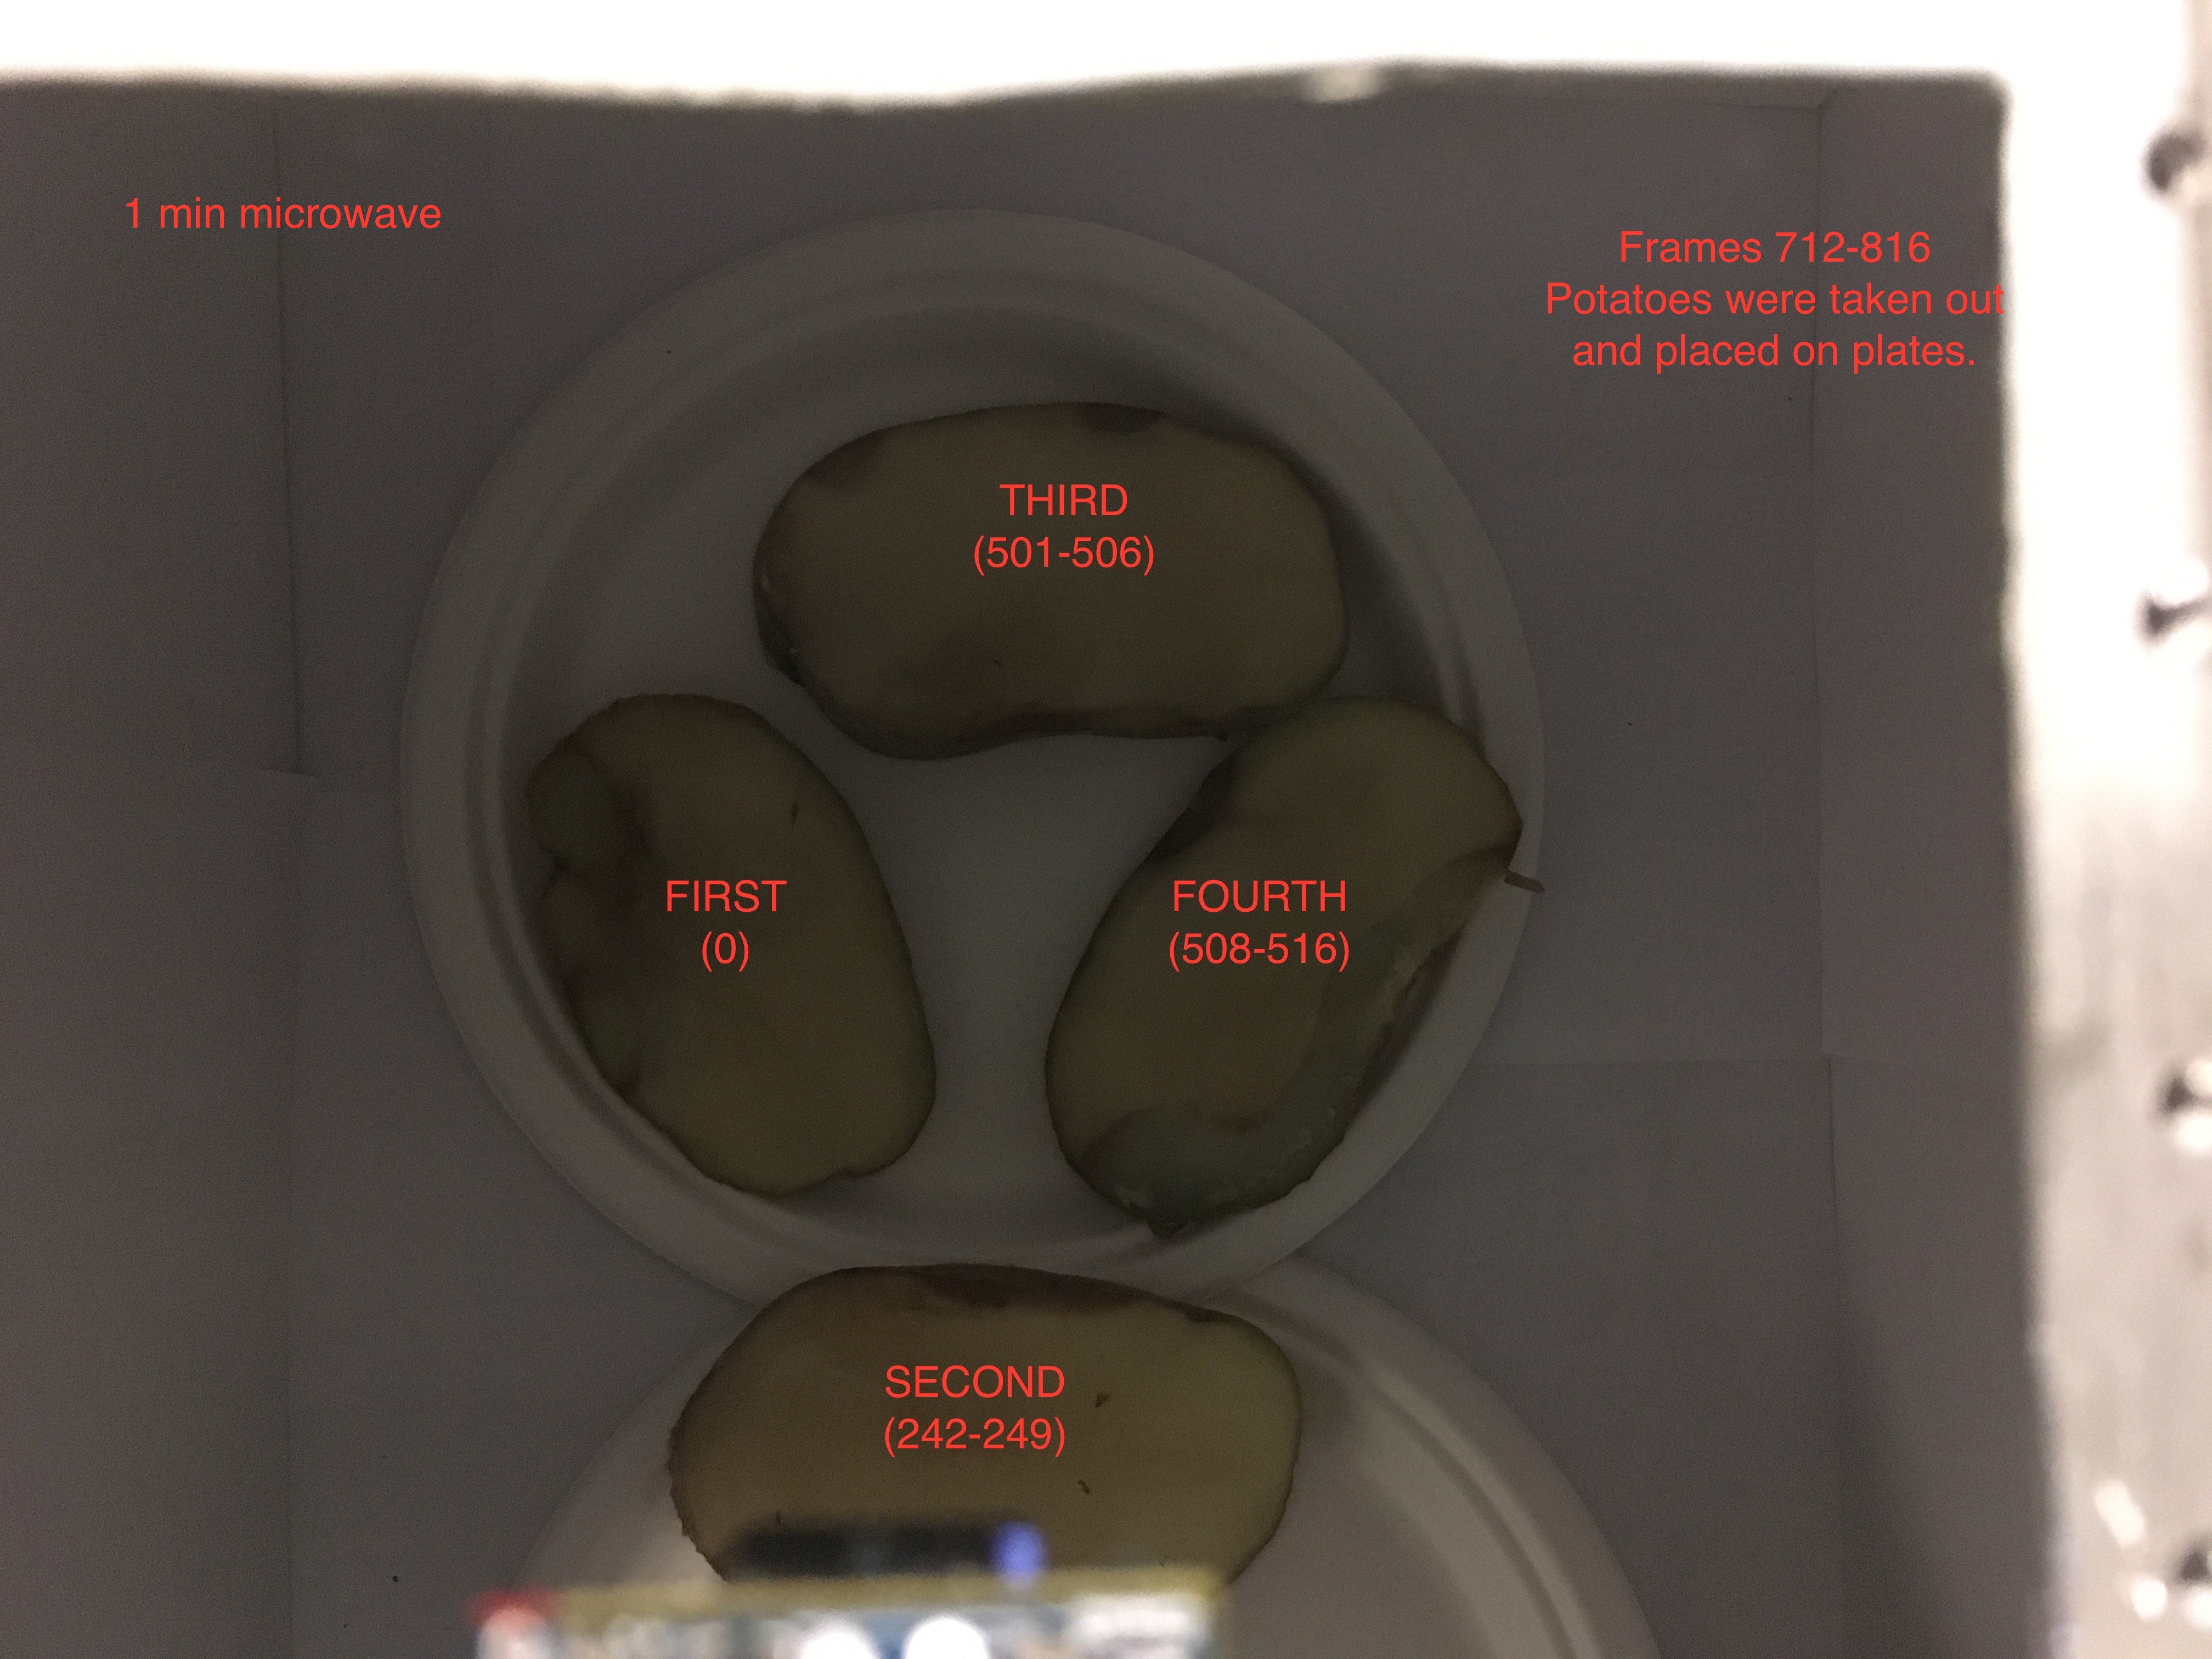 1 min microwave
Frames 712-816
Potatoes were taken out
and placed on plates.
THIRD
(501-506)
FIRST
(0)
FOURTH
(508-516)
SECOND
(242-249)